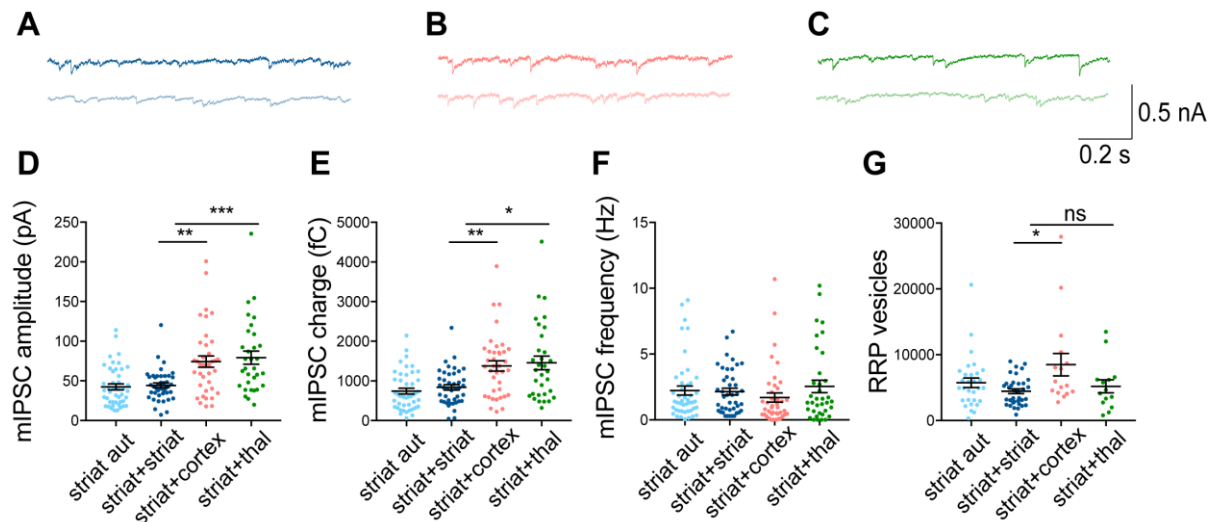 A
B
C
0.5 nA
0.2 s
D
mIPSC amplitude (pA)
250
200
150
100
50
0
**
***
striat aut
striat+striat
striat+cortex
striat+thal
E
mIPSC charge (fC)
5000
4000
3000
2000
1000
0
**
*
striat aut
striat+striat
striat+cortex
striat+thal
F
mIPSC frequency (Hz)
15
10
5
0
striat aut
striat+striat
striat+cortex
striat+thal
G
RRP vesicles
30000
20000
10000
0
*
ns
striat aut
striat+striat
striat+cortex
striat+thal